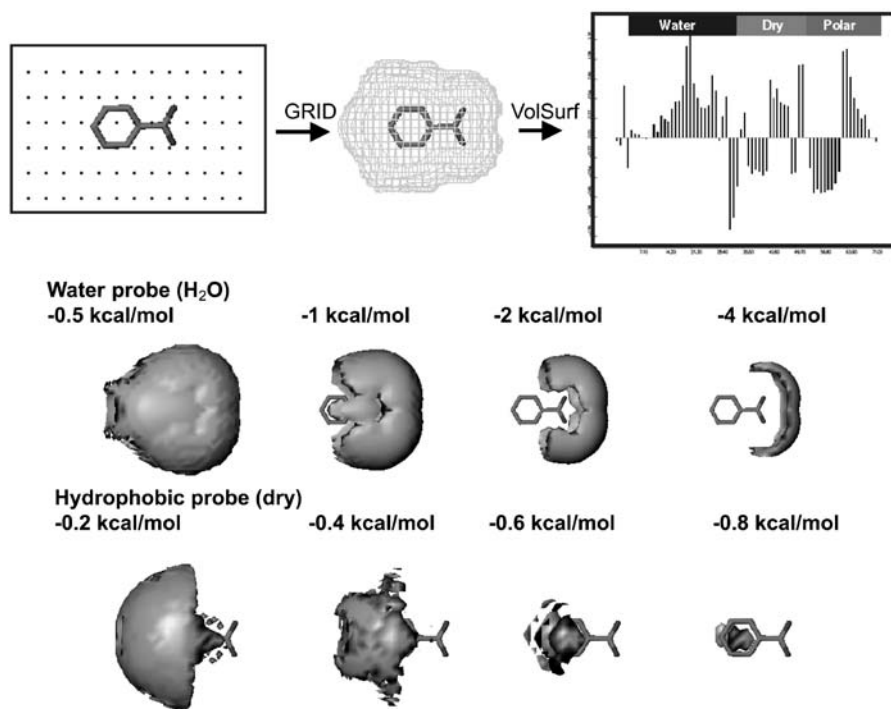 Water Dry Polar
GRID
VolSurf
Water probe (H₂O)
-0.5 kcal/mol -1 kcal/mol -2 kcal/mol -4 kcal/mol
Hydrophobic probe (dry)
-0.2 kcal/mol -0.4 kcal/mol -0.6 kcal/mol -0.8 kcal/mol